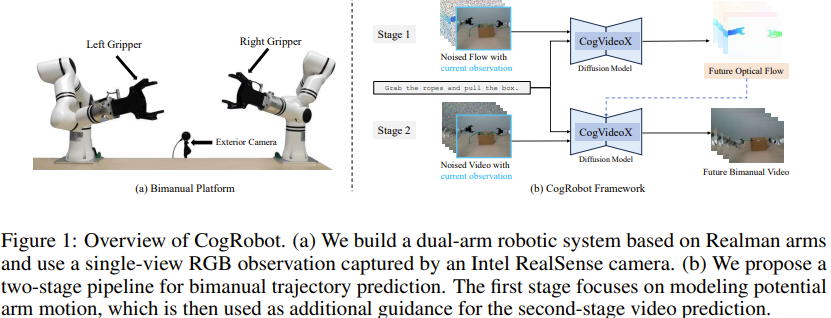 Left Gripper
Right Gripper
Exterior Camera
(a) Bimanual Platform
Stage 1
CogVideoX
Noised Flow with
current observation
Diffusion Model
Future Optical Flow
Grab the ropes and pull the box.
Stage 2
CogVideoX
Noised Video with
current observation
Diffusion Model
Future Bimanual Video
(b) CogRobot Framework
Figure 1: Overview of CogRobot. (a) We build a dual-arm robotic system based on Realman arms
and use a single-view RGB observation captured by an Intel RealSense camera. (b) We propose a
two-stage pipeline for bimanual trajectory prediction. The first stage focuses on modeling potential
arm motion, which is then used as additional guidance for the second-stage video prediction.